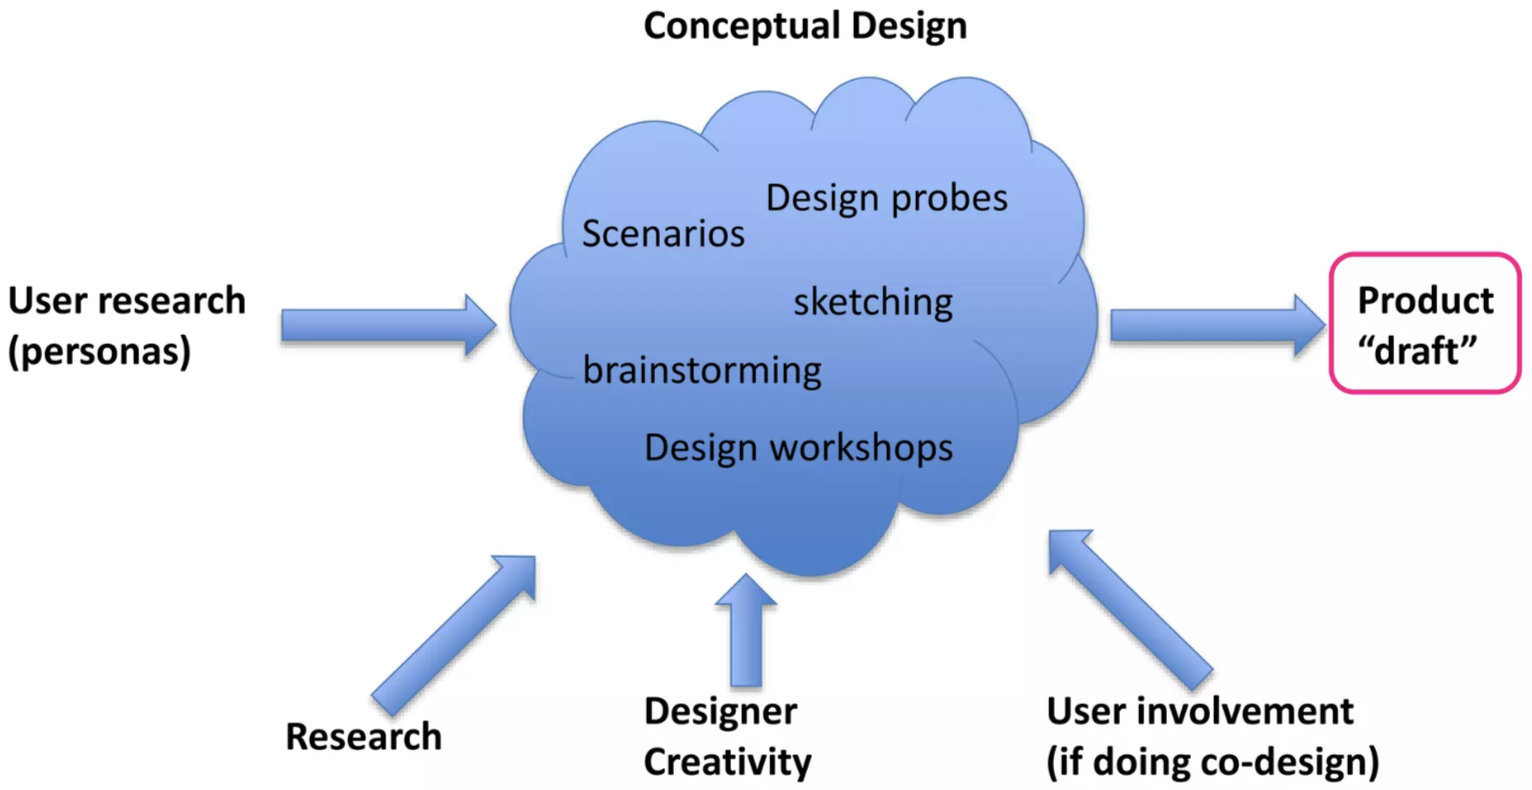 Conceptual Design
Design probes
Scenarios
sketching
brainstorming
Design workshops
User research
(personas)
Product
“draft”
Research
Designer
Creativity
User involvement
(if doing co-design)